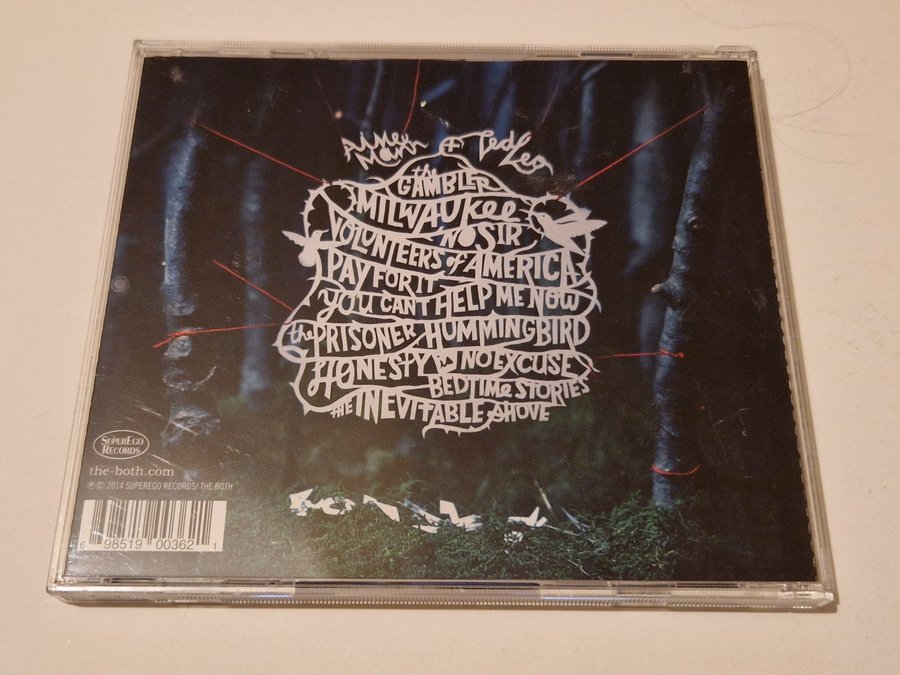 Aimee Mann + Ted Leo
the GAMBLER
MILWAUKEE
NO SIR
VOLUNTEERS of AMERICA
PAY FOR IT
YOU CAN'T HELP ME NOW
the PRISONER HUMMINGBIRD
HONESTY IS NO EXCUSE
BEDTIME STORIES
THE INEVITABLE SHOVE
SUPEREGO
RECORDS
the-both.com
℗ © 2014 SUPEREGO RECORDS/ THE BOTH
6 98519 00362 1